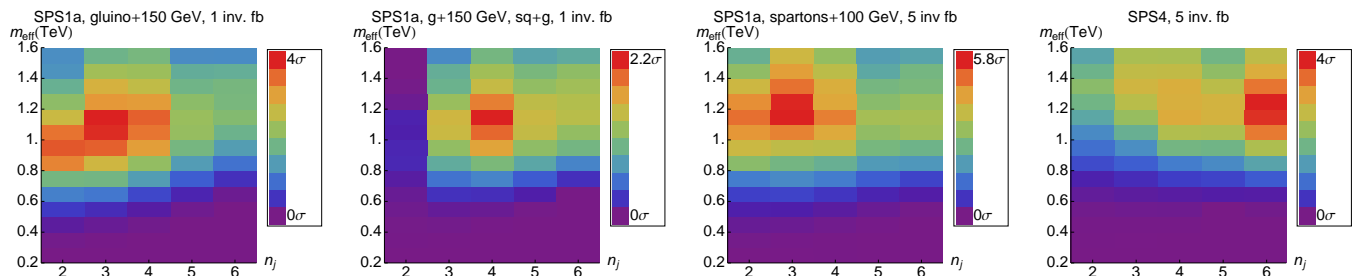 SPS1a, gluino+150 GeV, 1 inv. fb
m_eff(TeV)
1.6
1.4
1.2
1.
0.8
0.6
0.4
0.2
2 3 4 5 6 n_j
4σ
0σ
SPS1a, g+150 GeV, sq+g, 1 inv. fb
m_eff(TeV)
1.6
1.4
1.2
1.
0.8
0.6
0.4
0.2
2 3 4 5 6 n_j
2.2σ
0σ
SPS1a, spartons+100 GeV, 5 inv fb
m_eff(TeV)
1.6
1.4
1.2
1.
0.8
0.6
0.4
0.2
2 3 4 5 6 n_j
5.8σ
0σ
SPS4, 5 inv. fb
m_eff(TeV)
1.6
1.4
1.2
1.
0.8
0.6
0.4
0.2
2 3 4 5 6 n_j
4σ
0σ